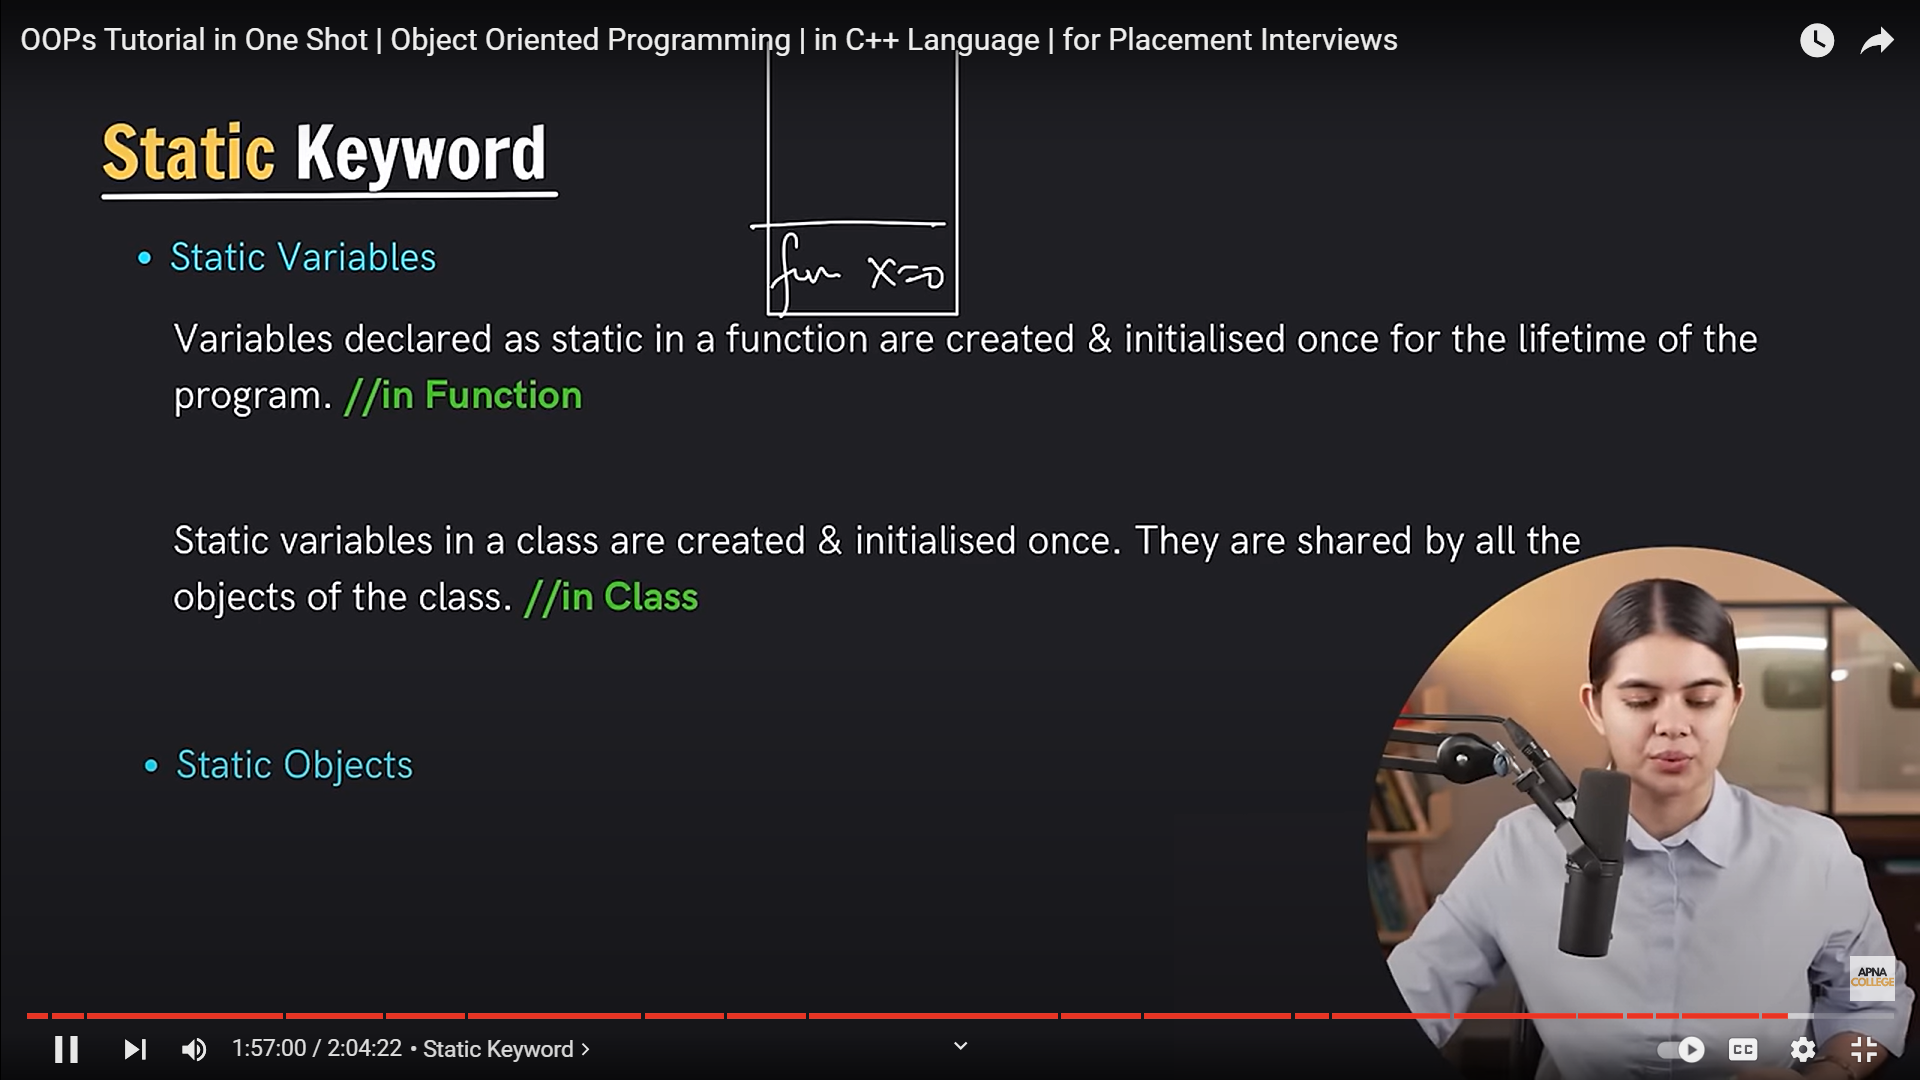 OOPs Tutorial in One Shot | Object Oriented Programming | in C++ Language | for Placement Interviews
Static Keyword
fun x=0
• Static Variables
Variables declared as static in a function are created & initialised once for the lifetime of the
program. //in Function
Static variables in a class are created & initialised once. They are shared by all the
objects of the class. //in Class
• Static Objects
APNA
COLLEGE
1:57:00 / 2:04:22 • Static Keyword >
CC